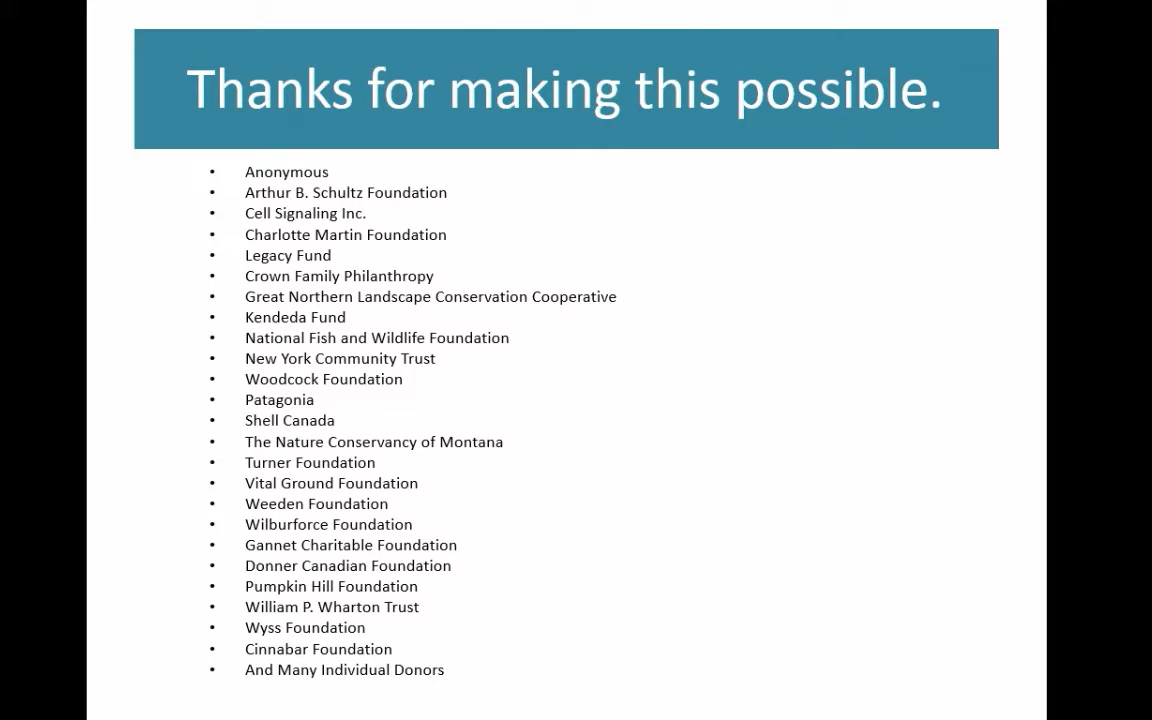 Thanks for making this possible.
• Anonymous
• Arthur B. Schultz Foundation
• Cell Signaling Inc.
• Charlotte Martin Foundation
• Legacy Fund
• Crown Family Philanthropy
• Great Northern Landscape Conservation Cooperative
• Kendeda Fund
• National Fish and Wildlife Foundation
• New York Community Trust
• Woodcock Foundation
• Patagonia
• Shell Canada
• The Nature Conservancy of Montana
• Turner Foundation
• Vital Ground Foundation
• Weeden Foundation
• Wilburforce Foundation
• Gannet Charitable Foundation
• Donner Canadian Foundation
• Pumpkin Hill Foundation
• William P. Wharton Trust
• Wyss Foundation
• Cinnabar Foundation
• And Many Individual Donors